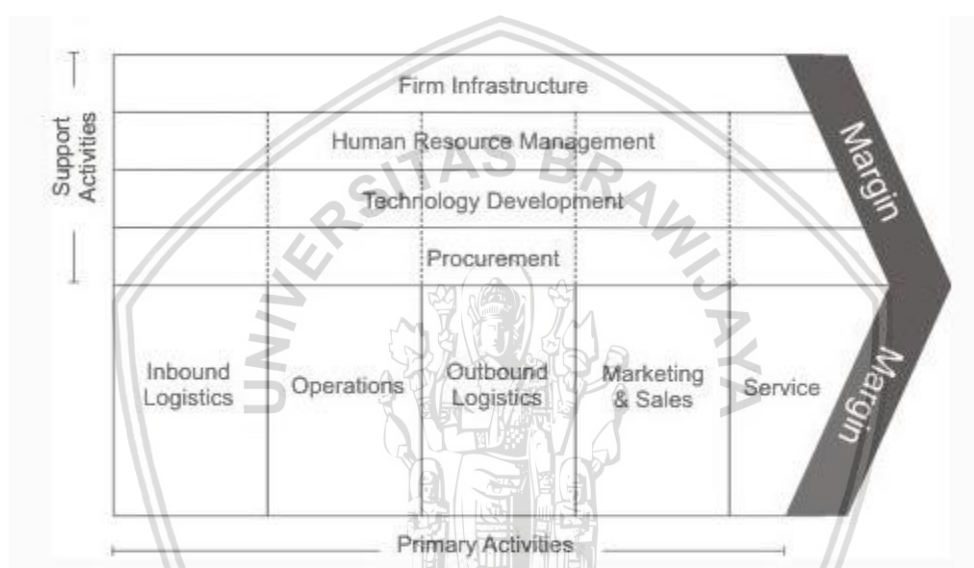 Support
Activities
Firm Infrastructure
Human Resource Management
Technology Development
Procurement
Inbound
Logistics
Operations
Outbound
Logistics
Marketing
& Sales
Service
Margin
Margin
Primary Activities
UNIVERSITAS BRAWIJAYA